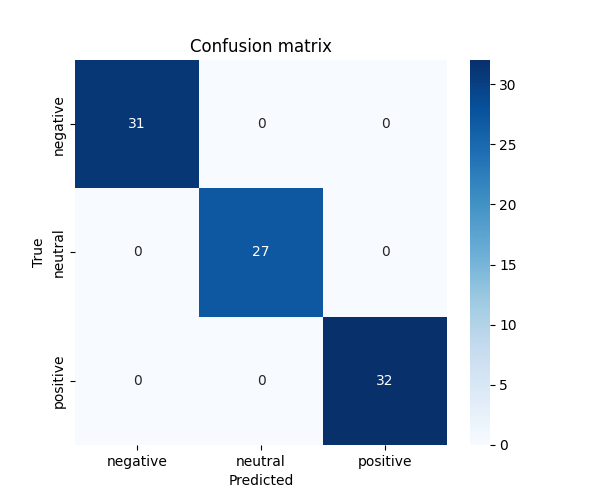 Confusion matrix
negative
31 0 0
True
neutral
0 27 0
positive
0 0 32
negative neutral positive
Predicted
30
25
20
15
10
5
0